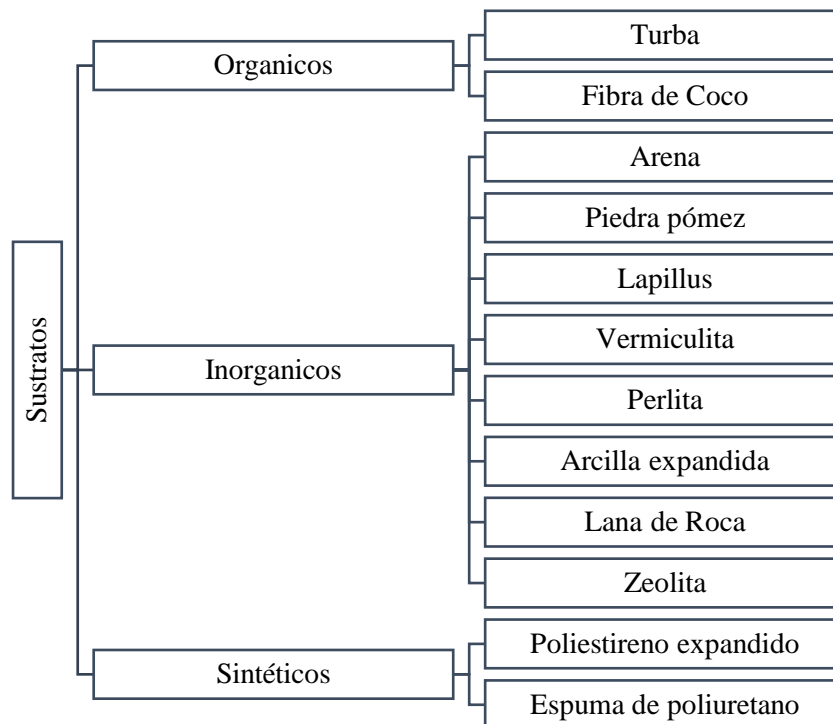 Sustratos
Organicos
Turba
Fibra de Coco
Inorganicos
Arena
Piedra pómez
Lapillus
Vermiculita
Perlita
Arcilla expandida
Lana de Roca
Zeolita
Sintéticos
Poliestireno expandido
Espuma de poliuretano